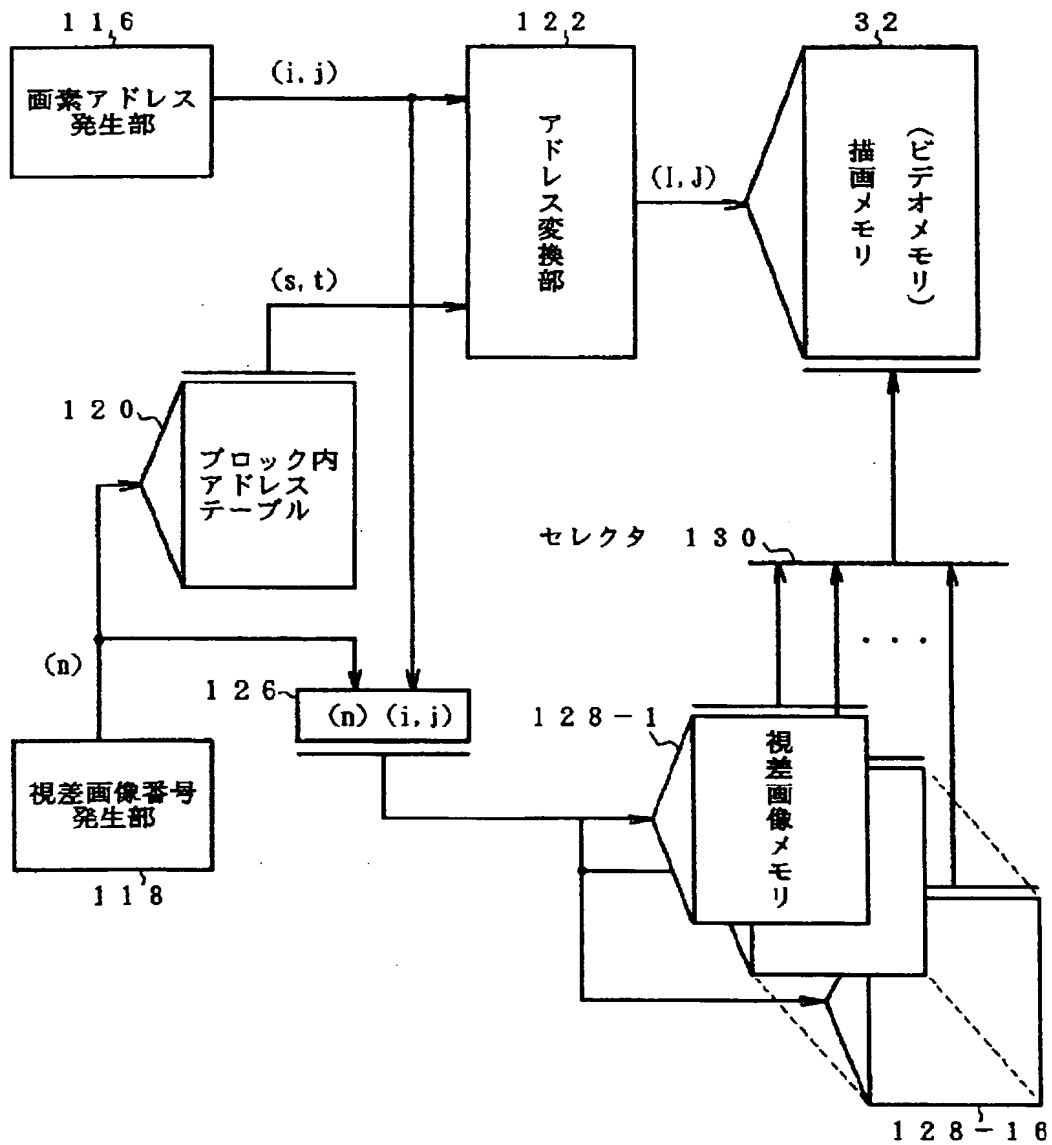 １１６
１２２
３２
画素アドレス
発生部
(i, j)
アドレス変換部
(I, J)
描画メモリ
(ビデオメモリ)
(s, t)
１２０
ブロック内
アドレス
テーブル
セレクタ １３０
・・・
(n)
１２６
(n) (i, j)
１２８－１
視差画像メモリ
視差画像番号
発生部
１１８
１２８－１６